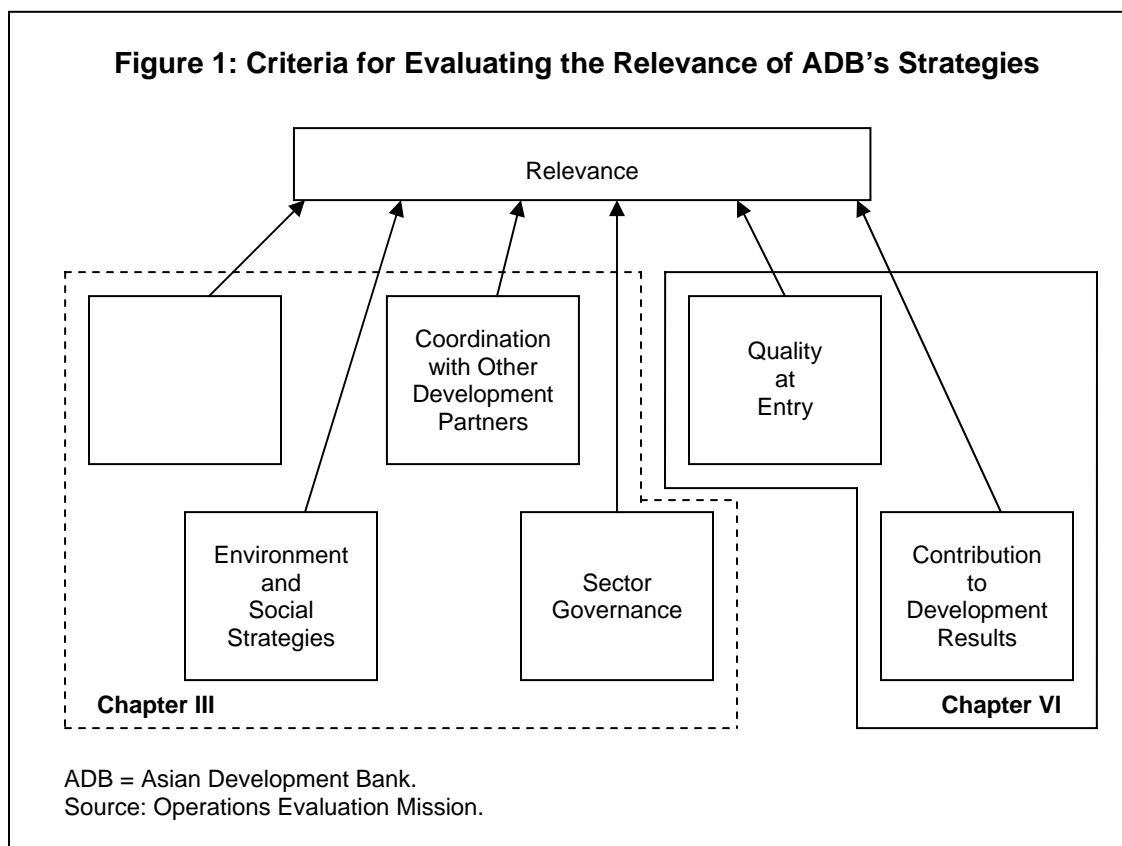 Figure 1: Criteria for Evaluating the Relevance of ADB’s Strategies
Relevance
Coordination
with Other
Development
Partners
Quality
at
Entry
Environment
and
Social
Strategies
Sector
Governance
Contribution
to
Development
Results
Chapter III
Chapter VI
ADB = Asian Development Bank.
Source: Operations Evaluation Mission.